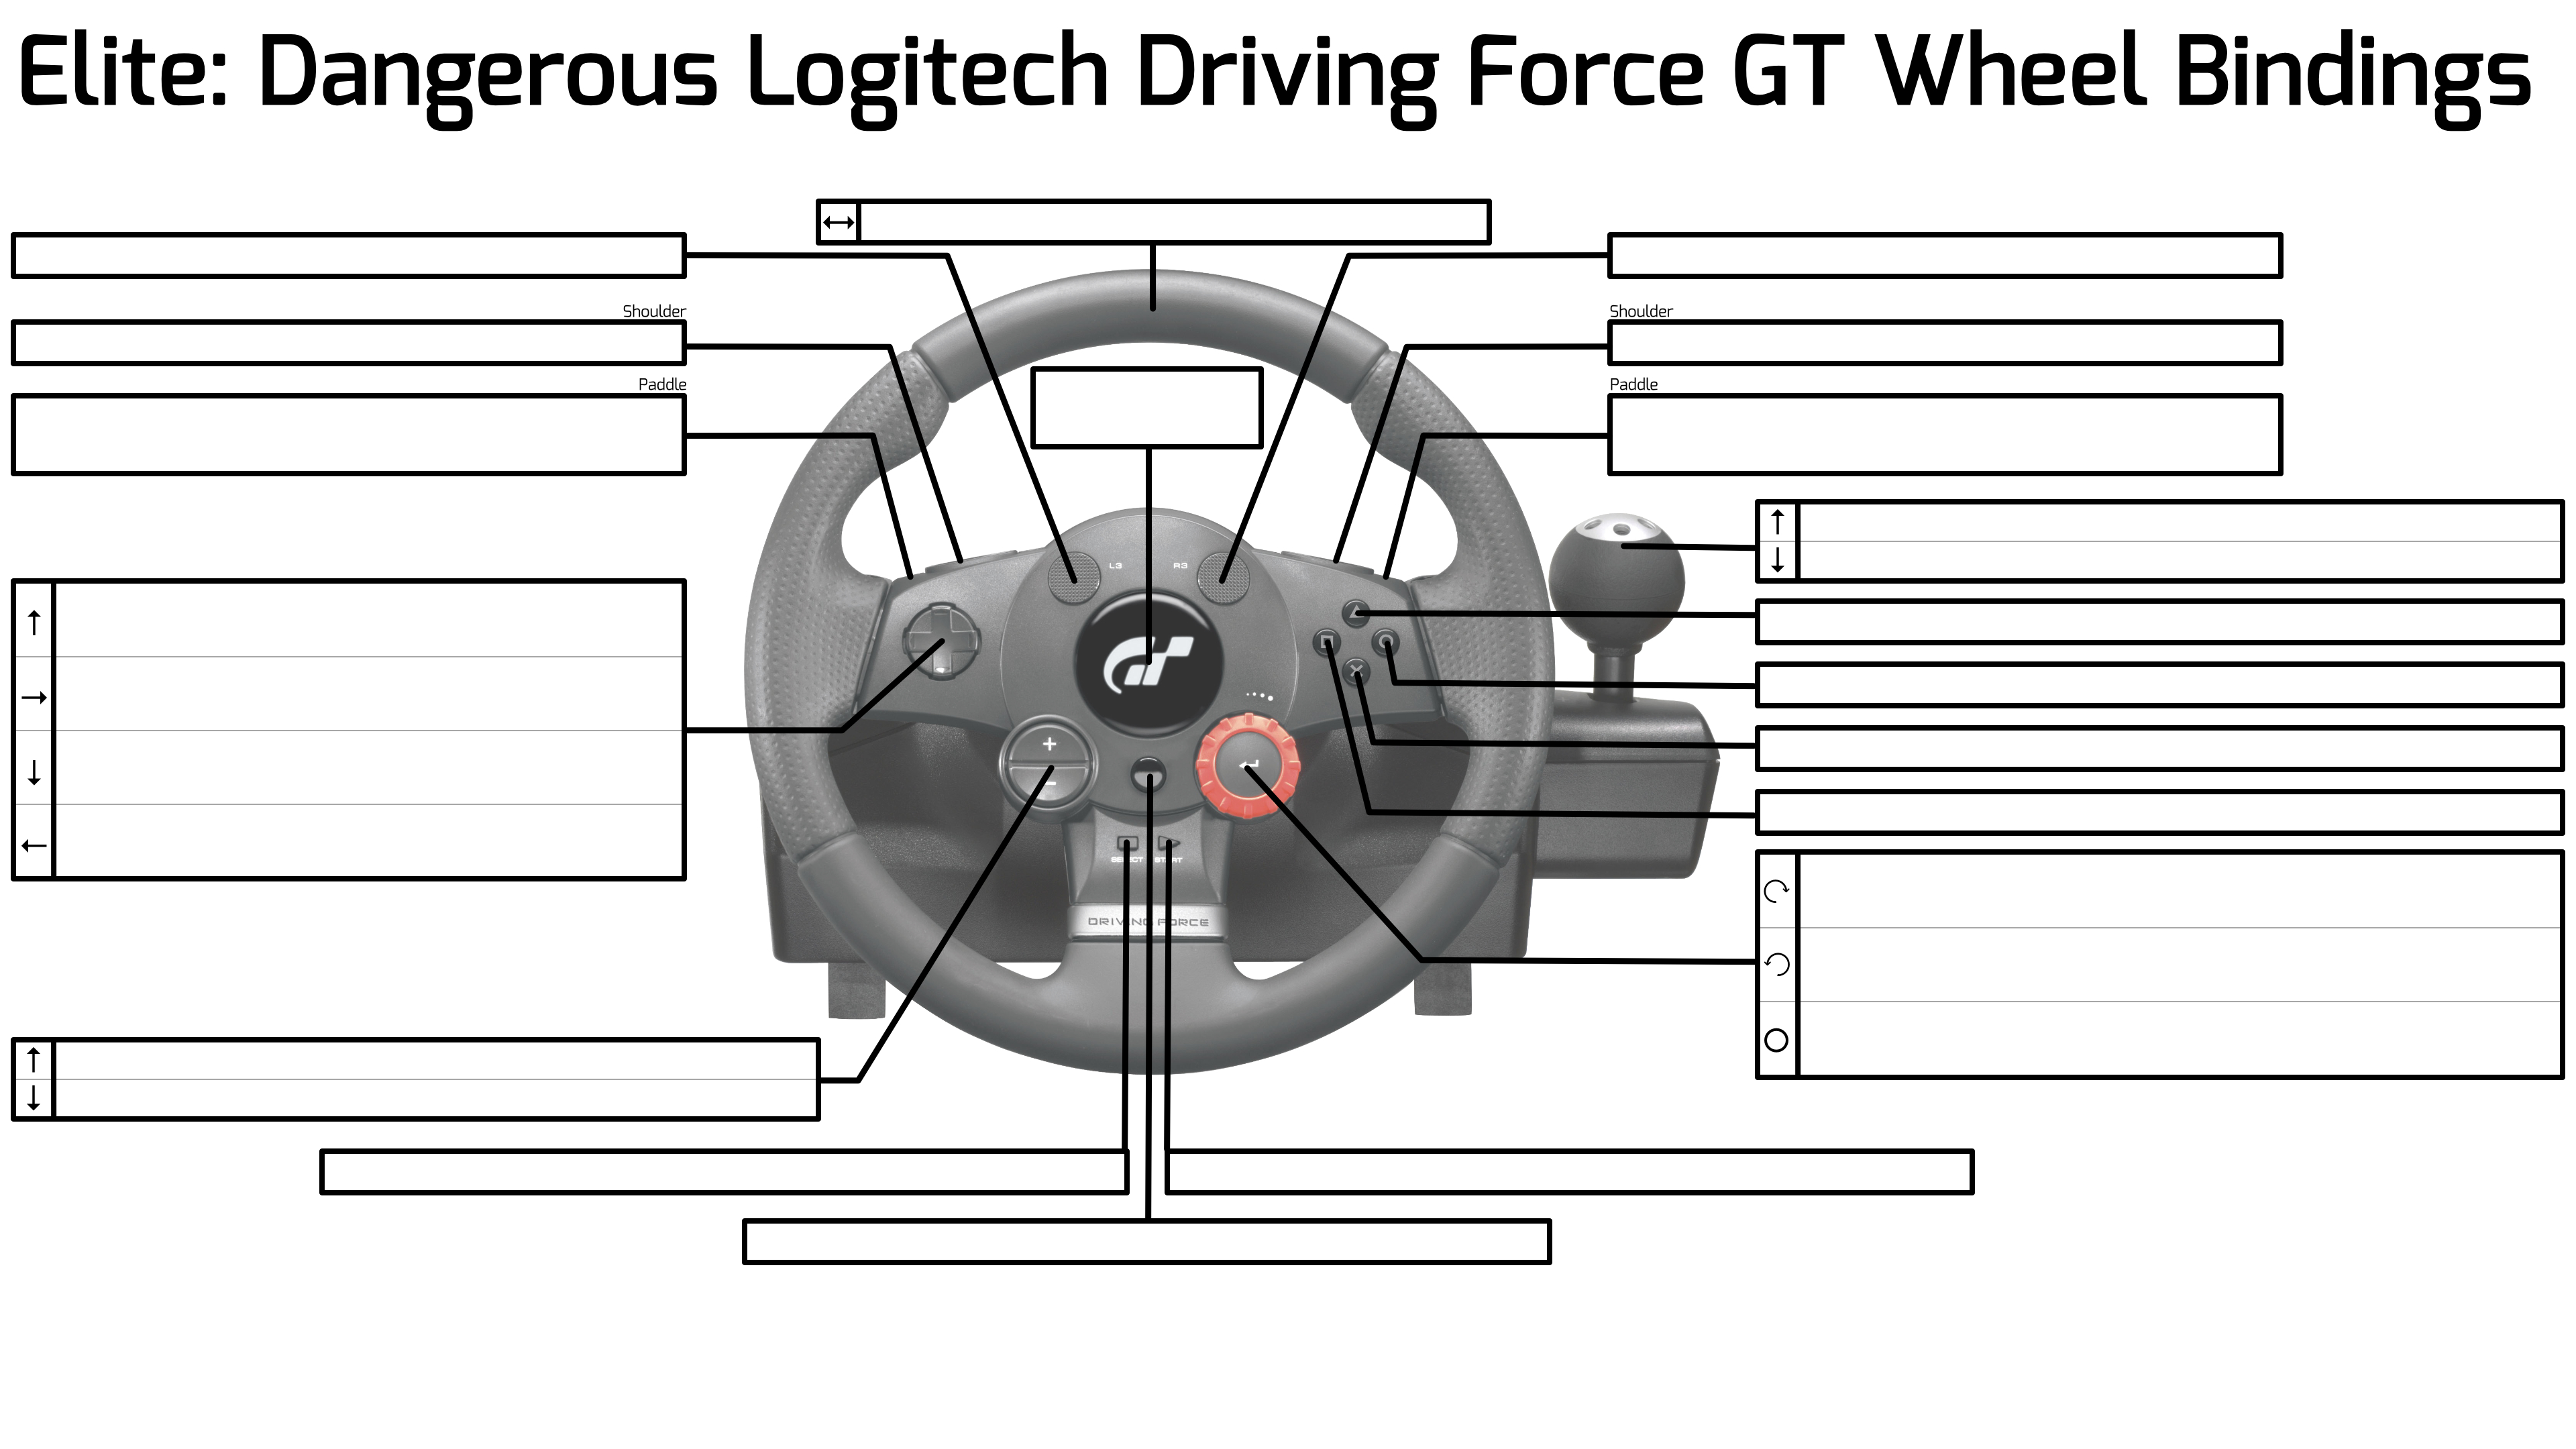 Elite: Dangerous Logitech Driving Force GT Wheel Bindings
Shoulder
Shoulder
Paddle
Paddle
L3
R3
+
-
SELECT
START
DRIVING FORCE